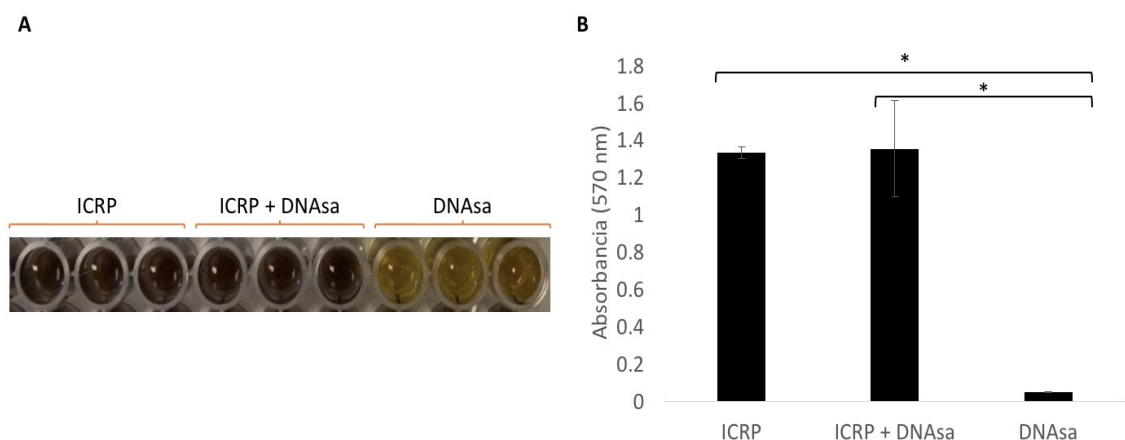 A
ICRP
ICRP + DNAsa
DNAsa
B
Absorbancia (570 nm)
1.8
1.6
1.4
1.2
1
0.8
0.6
0.4
0.2
0
*
*
ICRP
ICRP + DNAsa
DNAsa